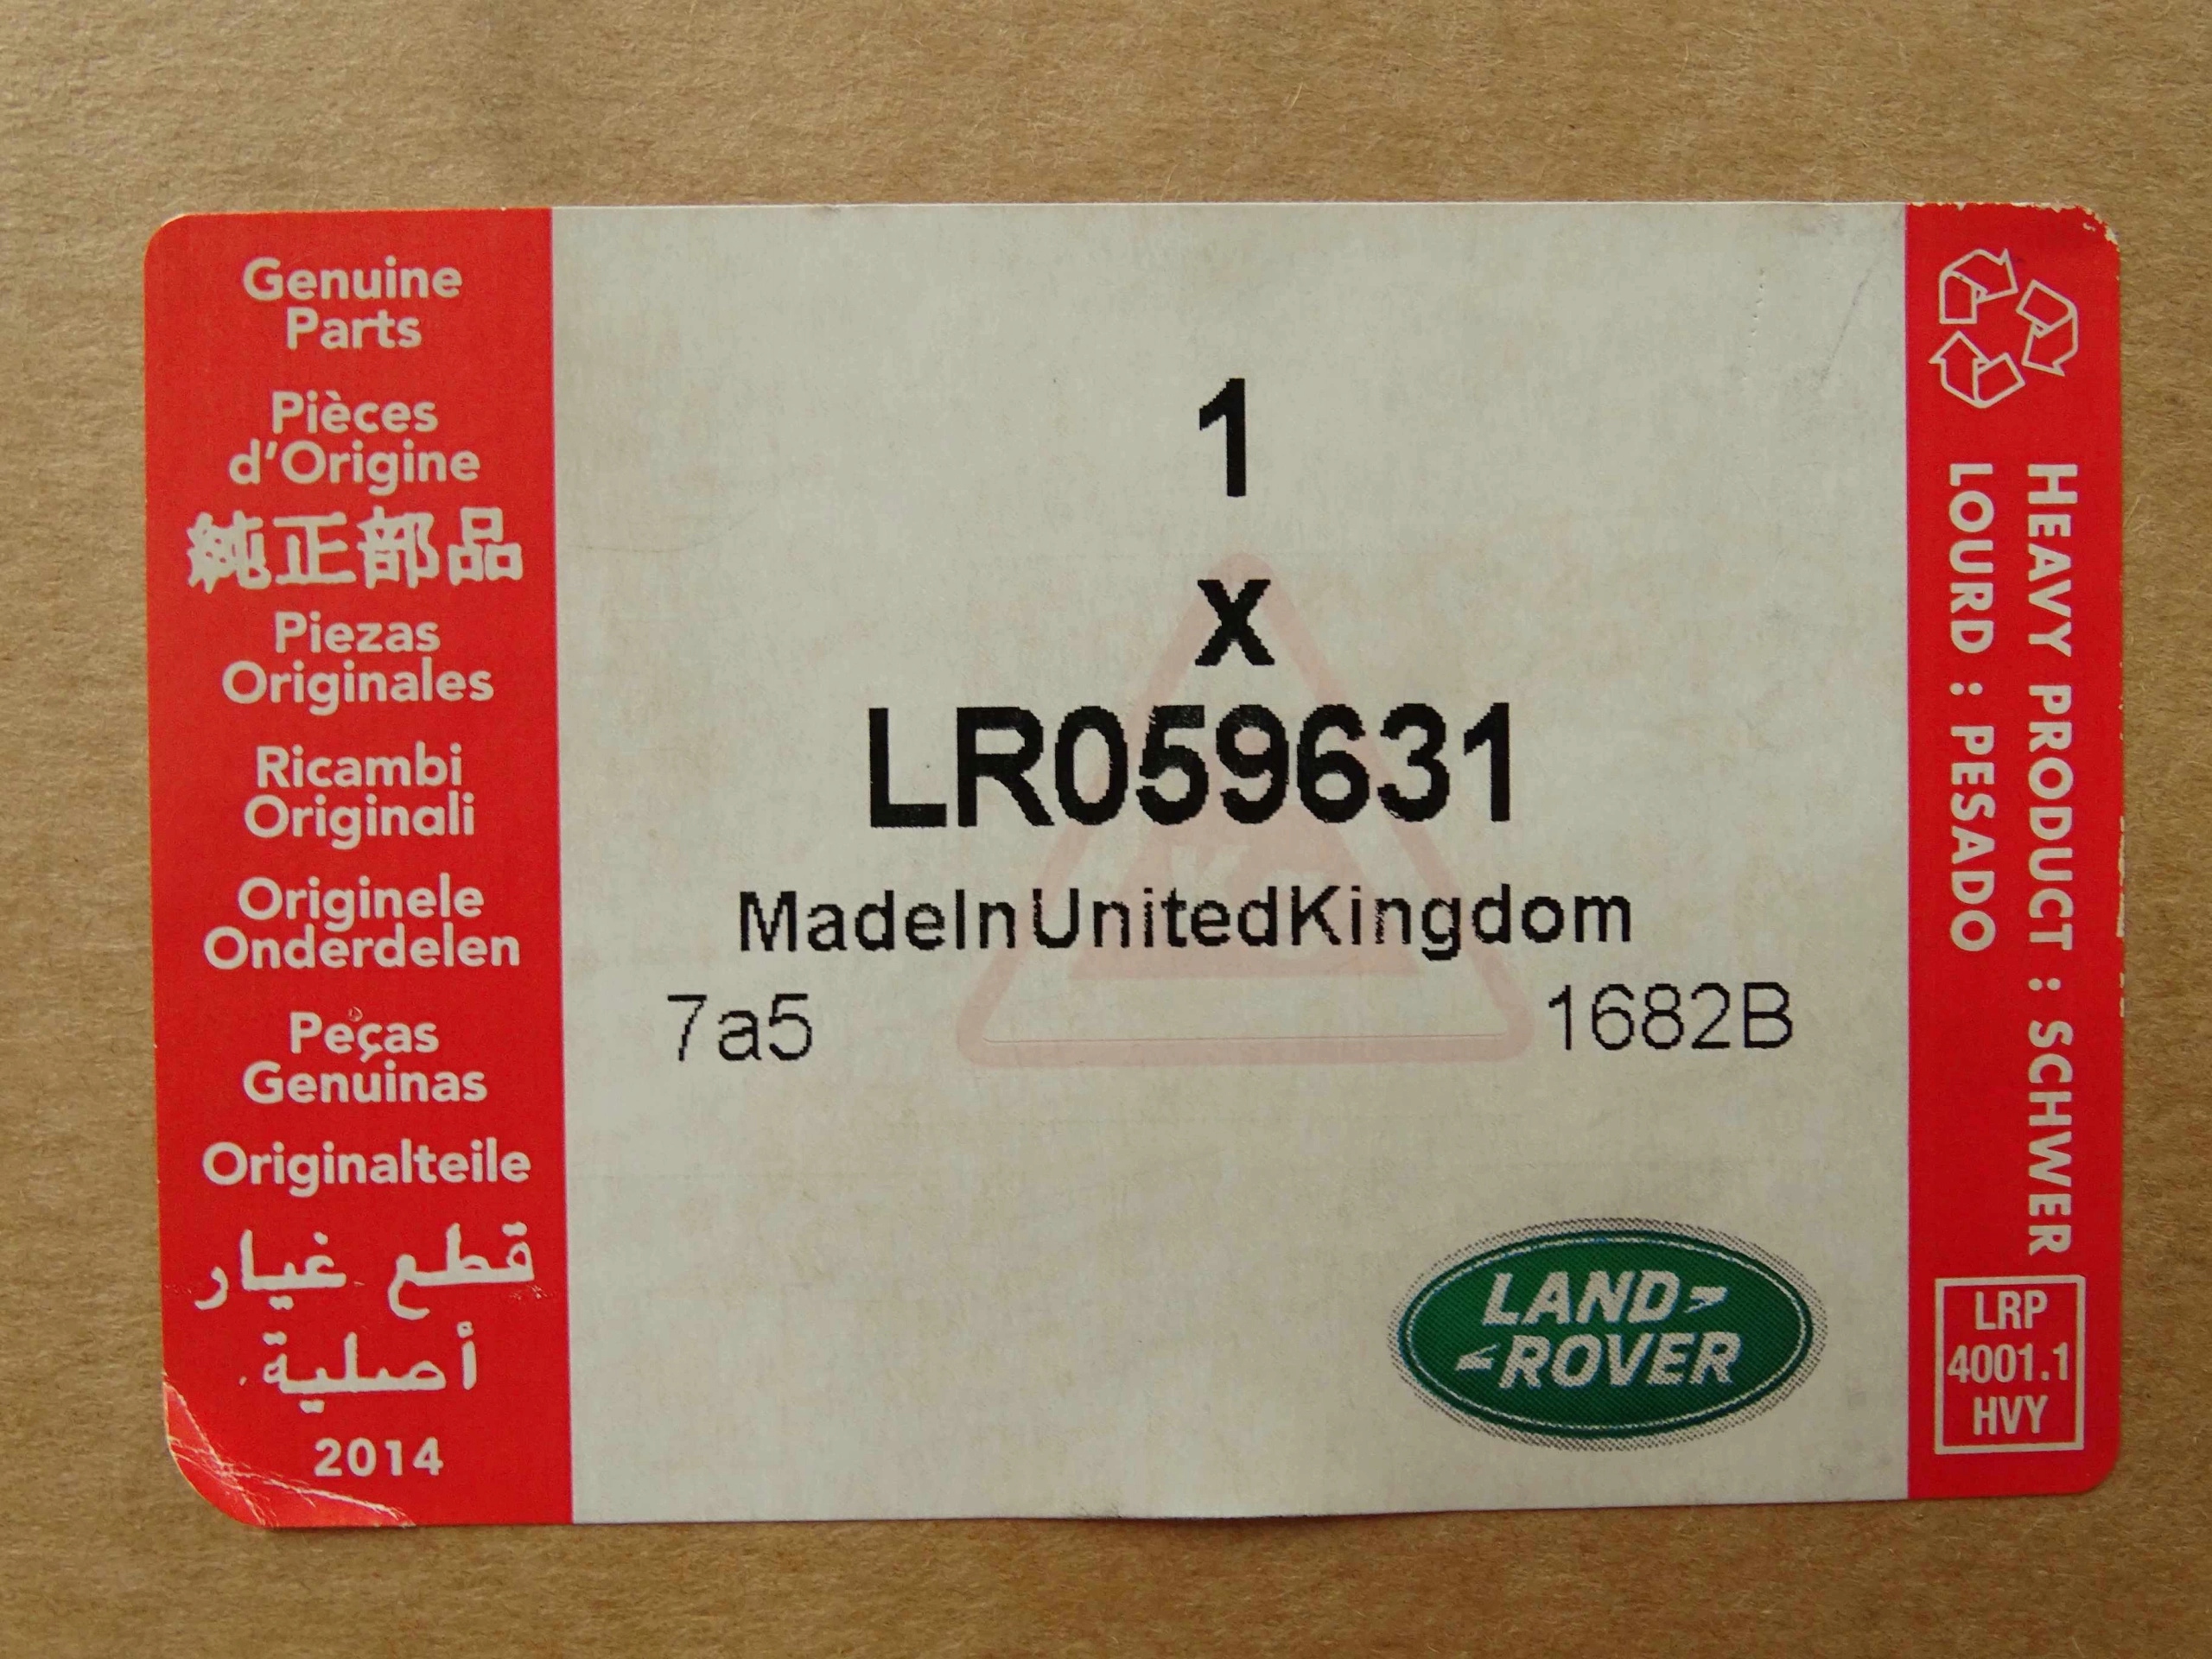 Genuine
Parts
Pièces
d'Origine
純正部品
Piezas
Originales
Ricambi
Originali
Originele
Onderdelen
Peças
Genuinas
Originalteile
قطع غيار
أصلية
2014
1
x
LR059631
MadeInUnitedKingdom
7a5 1682B
LAND
ROVER
HEAVY PRODUCT : SCHWER
LOURD : PESADO
LRP
4001.1
HVY